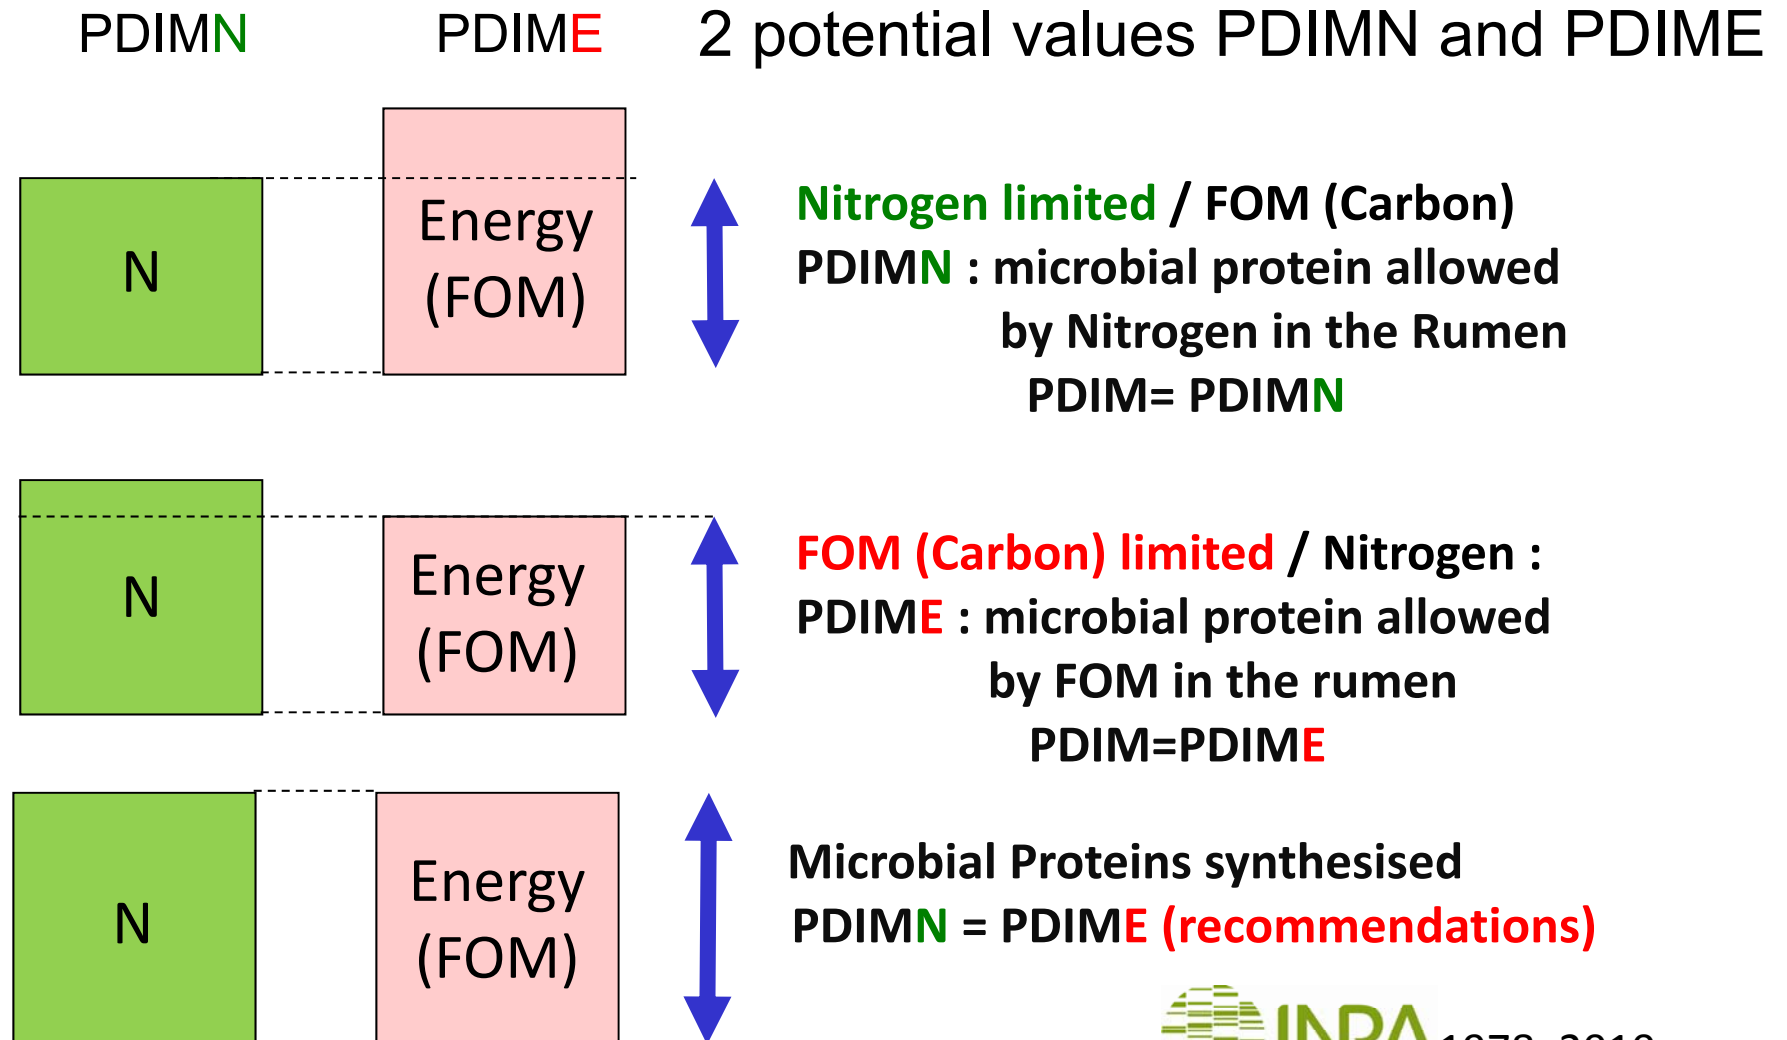 PDIMN PDIME 2 potential values PDIMN and PDIME
N
Energy
(FOM)
Nitrogen limited / FOM (Carbon)
PDIMN : microbial protein allowed
by Nitrogen in the Rumen
PDIM= PDIMN
N
Energy
(FOM)
FOM (Carbon) limited / Nitrogen :
PDIME : microbial protein allowed
by FOM in the rumen
PDIM=PDIME
N
Energy
(FOM)
Microbial Proteins synthesised
PDIMN = PDIME (recommendations)
INRA